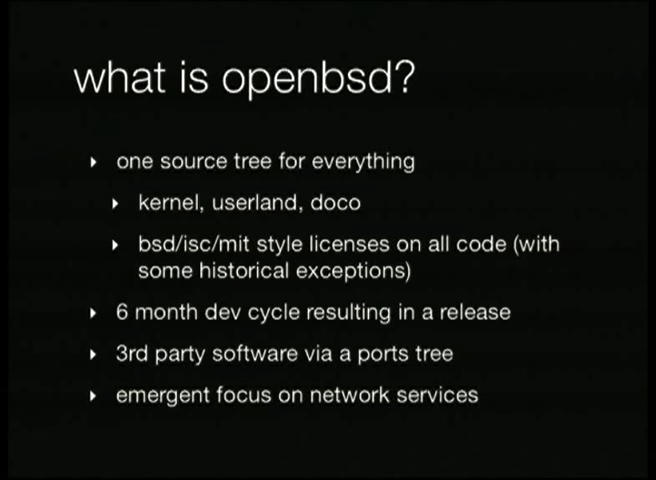 what is openbsd?
one source tree for everything
kernel, userland, doco
bsd/isc/mit style licenses on all code (with
some historical exceptions)
6 month dev cycle resulting in a release
3rd party software via a ports tree
emergent focus on network services